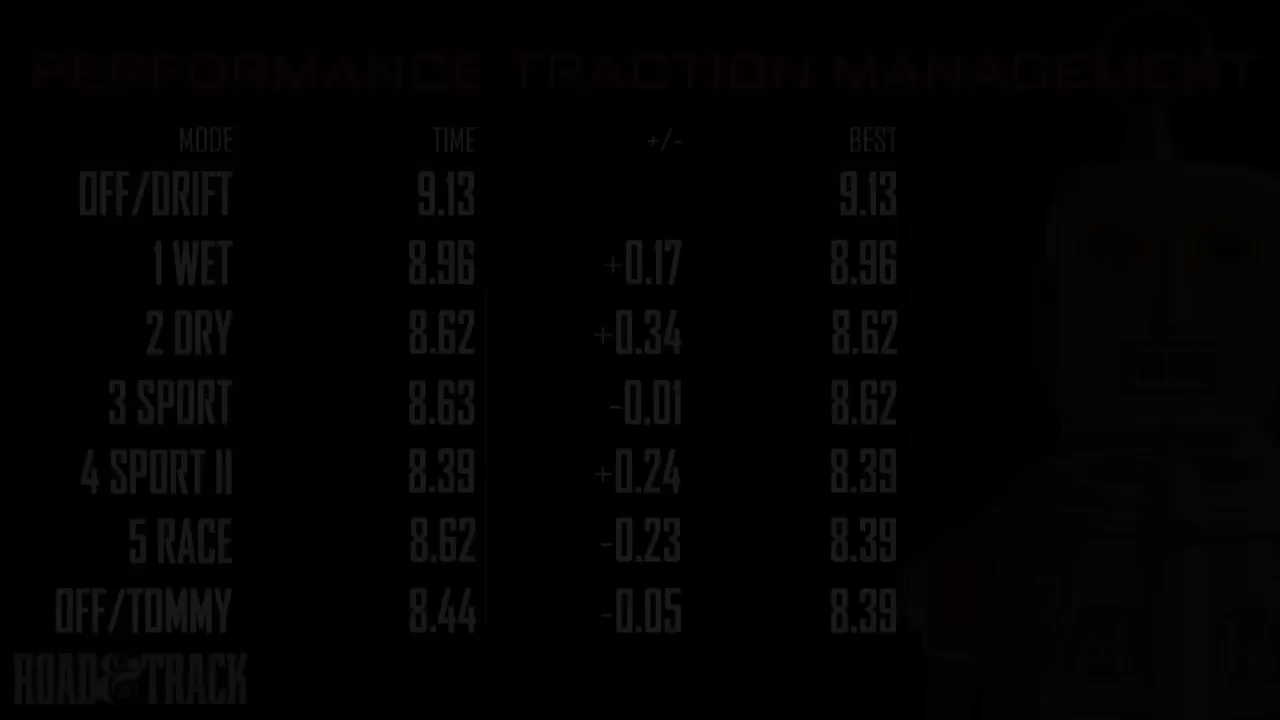 PERFORMANCE TRACTION MANAGEMENT
MODE TIME +/- BEST
OFF/DRIFT 9.13 9.13
1 WET 8.96 +0.17 8.96
2 DRY 8.62 +0.34 8.62
3 SPORT 8.63 -0.01 8.62
4 SPORT II 8.39 +0.24 8.39
5 RACE 8.62 -0.23 8.39
OFF/TOMMY 8.44 -0.05 8.39
ROAD&TRACK